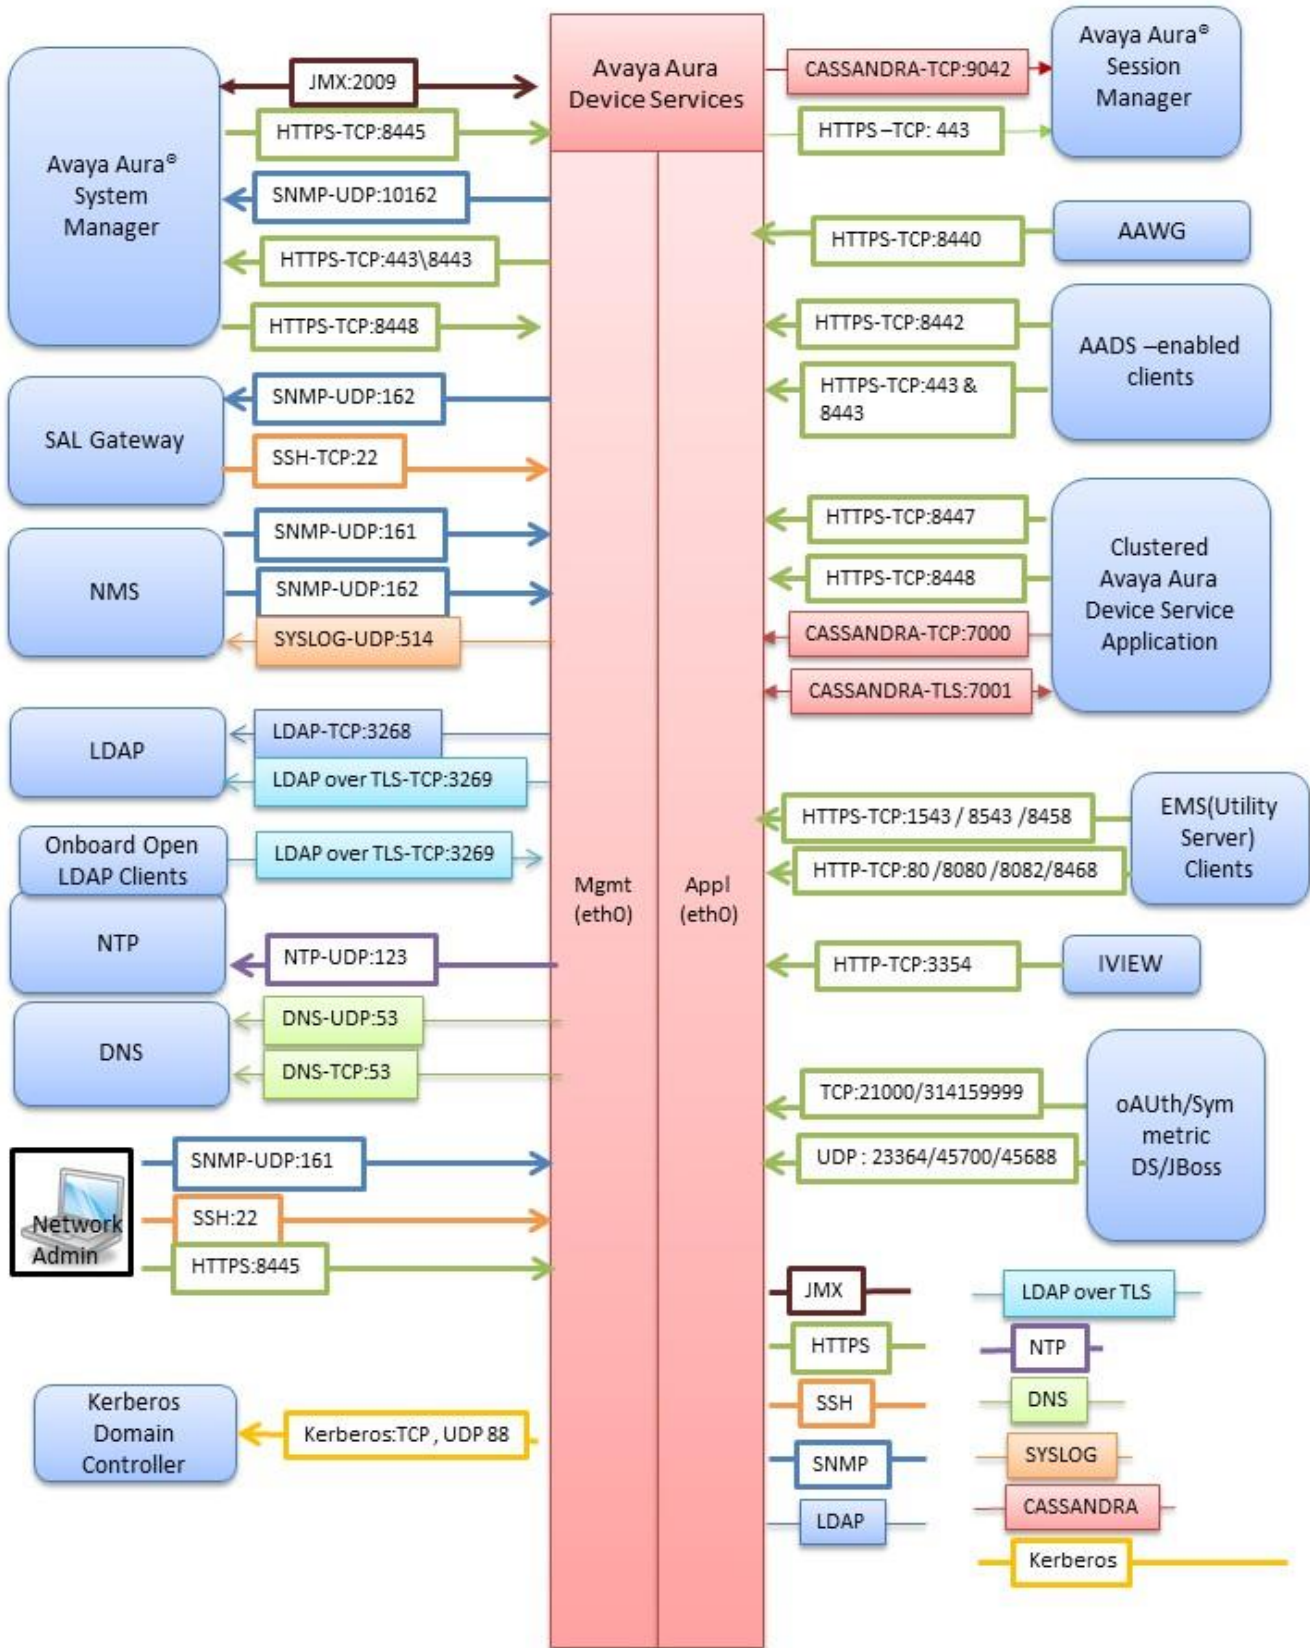 Avaya Aura
Device Services
Avaya Aura®
System
Manager
JMX:2009
HTTPS-TCP:8445
SNMP-UDP:10162
HTTPS-TCP:443\8443
HTTPS-TCP:8448
SAL Gateway
SNMP-UDP:162
SSH-TCP:22
NMS
SNMP-UDP:161
SNMP-UDP:162
SYSLOG-UDP:514
LDAP
LDAP-TCP:3268
LDAP over TLS-TCP:3269
Onboard Open
LDAP Clients
LDAP over TLS-TCP:3269
NTP
NTP-UDP:123
DNS
DNS-UDP:53
DNS-TCP:53
Network
Admin
SNMP-UDP:161
SSH:22
HTTPS:8445
Kerberos
Domain
Controller
Kerberos:TCP , UDP 88
Mgmt
(eth0)
Appl
(eth0)
CASSANDRA-TCP:9042
HTTPS –TCP: 443
Avaya Aura®
Session
Manager
HTTPS-TCP:8440
AAWG
HTTPS-TCP:8442
HTTPS-TCP:443 &
8443
AADS –enabled
clients
HTTPS-TCP:8447
HTTPS-TCP:8448
CASSANDRA-TCP:7000
CASSANDRA-TLS:7001
Clustered
Avaya Aura
Device Service
Application
HTTPS-TCP:1543 / 8543 /8458
HTTP-TCP:80 /8080 /8082/8468
EMS(Utility
Server)
Clients
HTTP-TCP:3354
IVIEW
TCP:21000/314159999
UDP : 23364/45700/45688
oAUth/Sym
metric
DS/JBoss
JMX
HTTPS
SSH
SNMP
LDAP
LDAP over TLS
NTP
DNS
SYSLOG
CASSANDRA
Kerberos